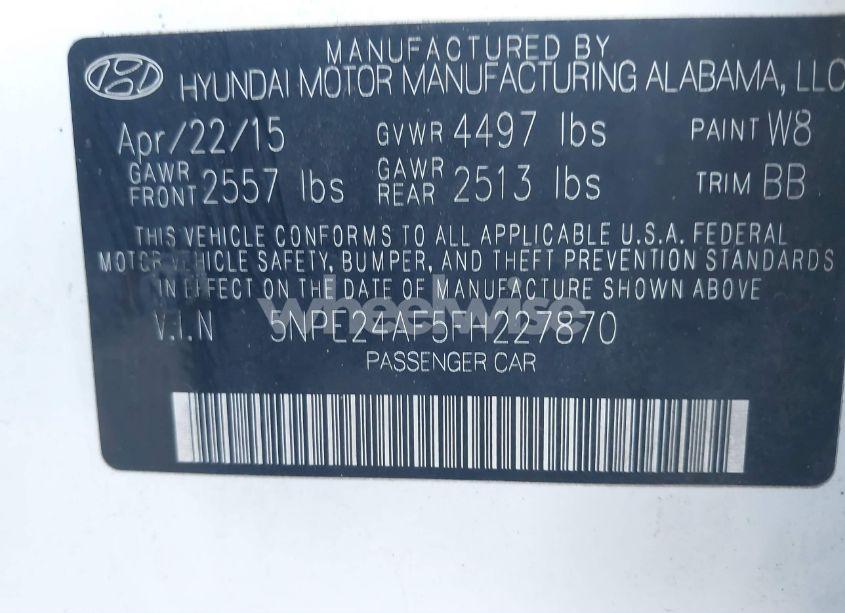 MANUFACTURED BY
HYUNDAI MOTOR MANUFACTURING ALABAMA, LLC
Apr/22/15 GVWR 4497 lbs PAINT W8
GAWR FRONT 2557 lbs GAWR REAR 2513 lbs TRIM BB
THIS VEHICLE CONFORMS TO ALL APPLICABLE U.S.A. FEDERAL
MOTOR VEHICLE SAFETY, BUMPER, AND THEFT PREVENTION STANDARDS
IN EFFECT ON THE DATE OF MANUFACTURE SHOWN ABOVE
wheelwise
V.I.N 5NPE24AF5FH227870
PASSENGER CAR